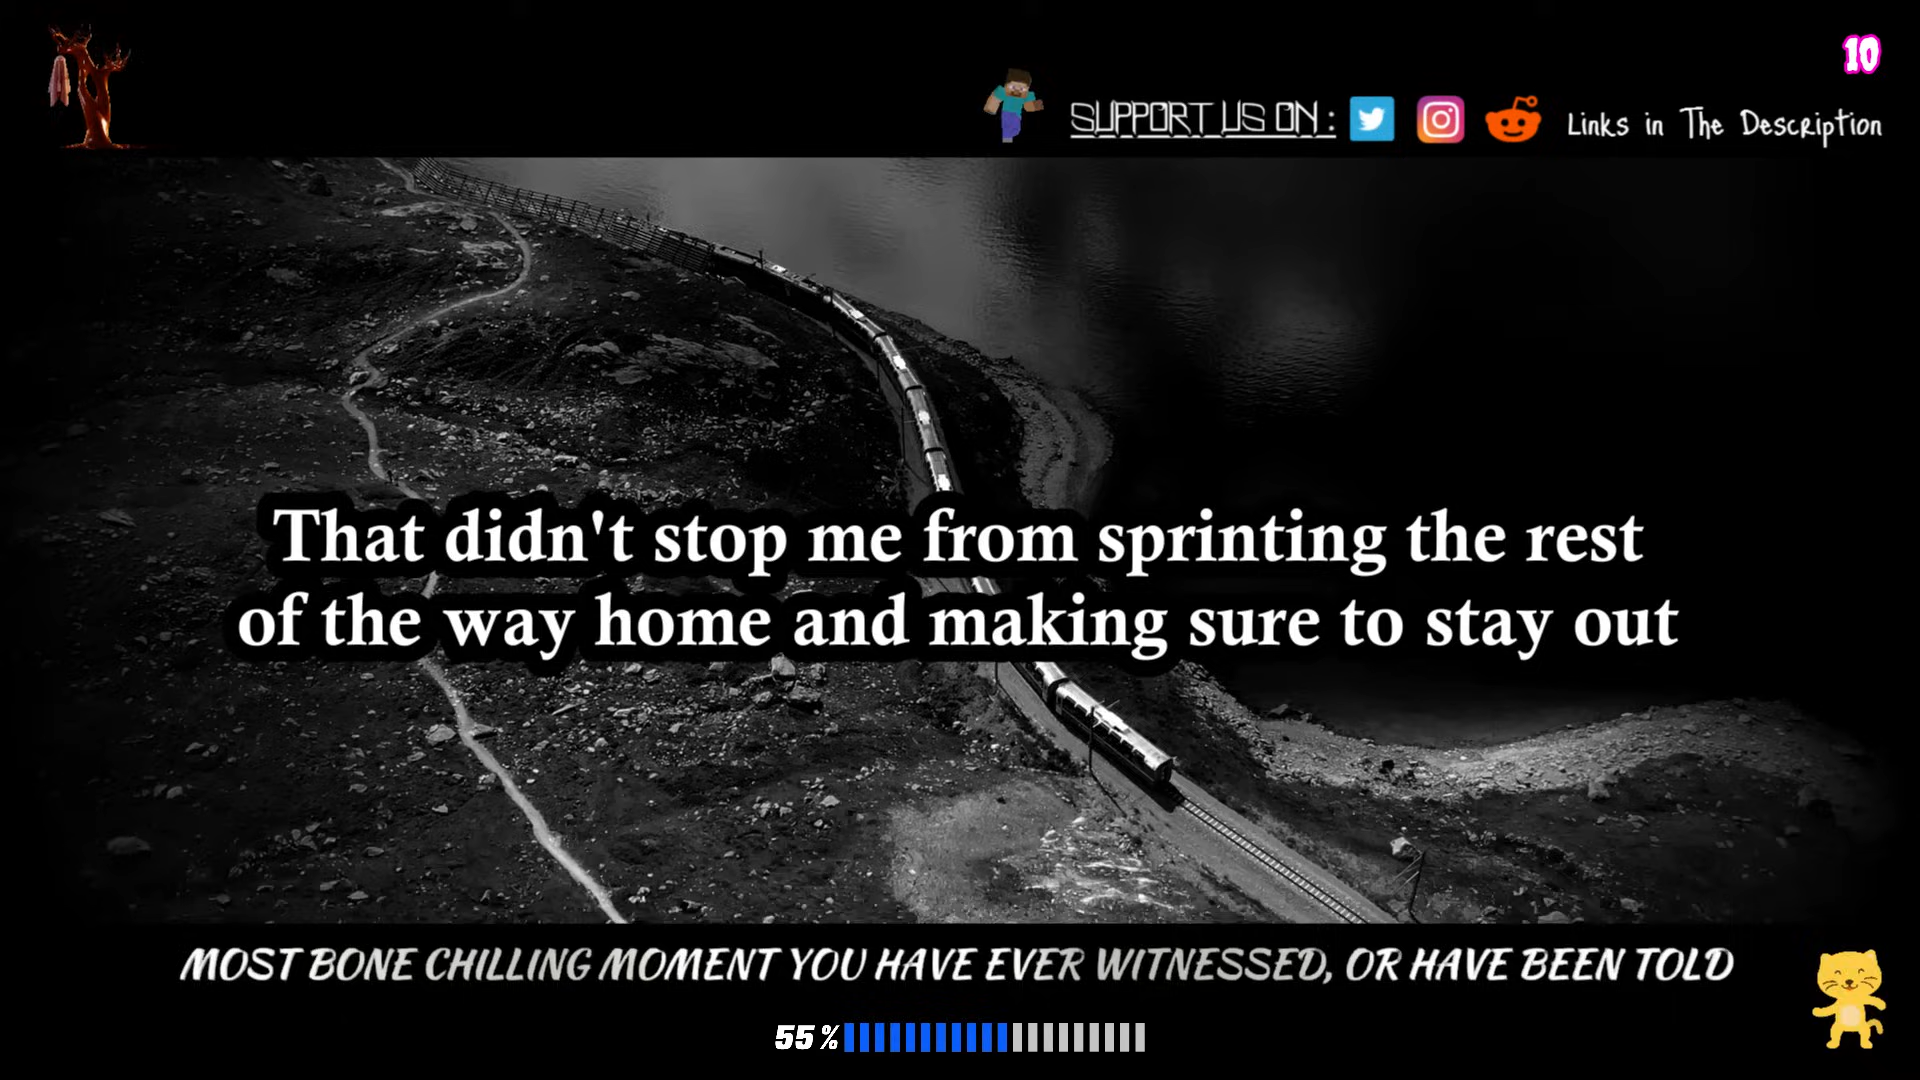 10
SUPPORT US ON : Links in The Description
That didn't stop me from sprinting the rest
of the way home and making sure to stay out
MOST BONE CHILLING MOMENT YOU HAVE EVER WITNESSED, OR HAVE BEEN TOLD
55%